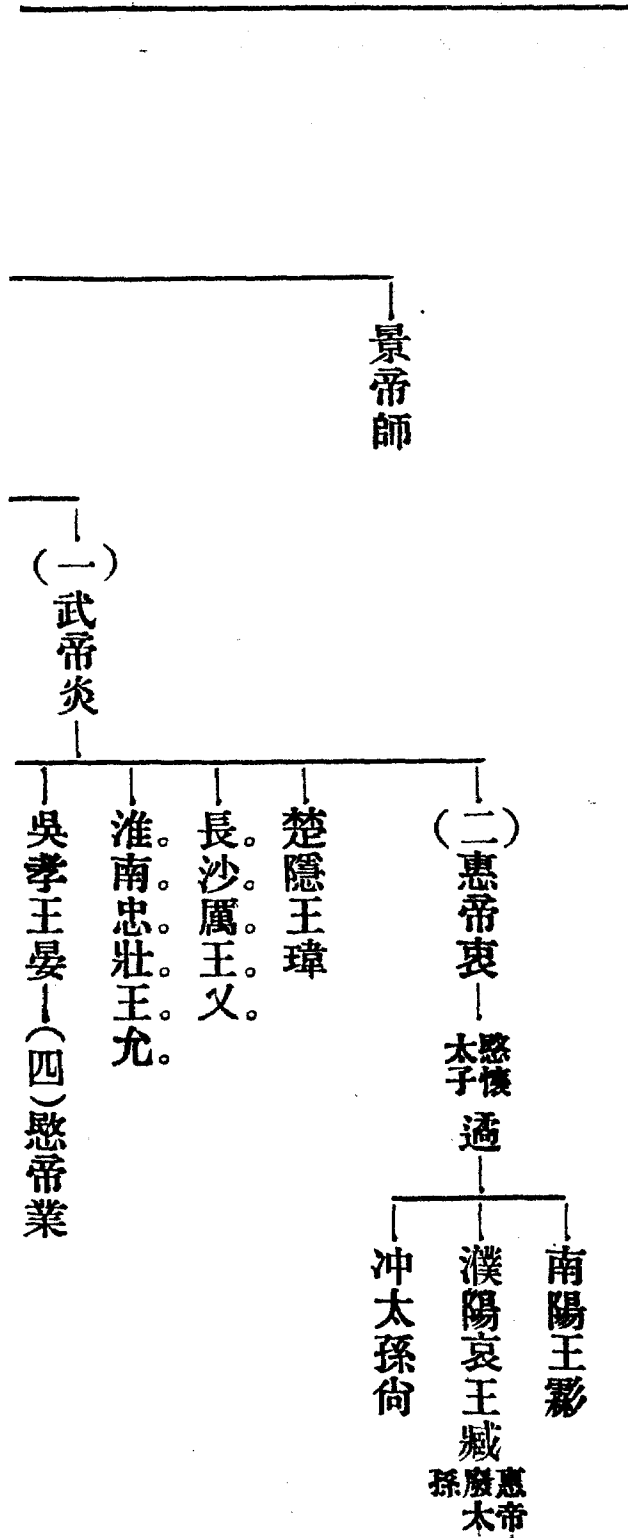 景帝師
(一)武帝炎
(二)惠帝衷
愍懷太子
遹
南陽王虨
濮陽哀王臧
惠帝廢太孫
冲太孫尙
楚隱王瑋
長。沙。厲。王。乂。
淮。南。忠。壯。王。允。
吳孝王晏
(四)愍帝業